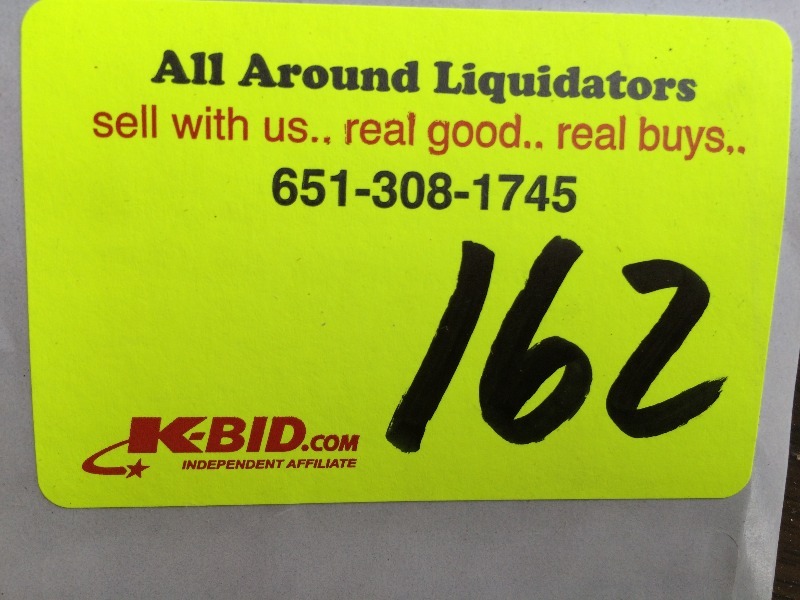 All Around Liquidators
sell with us.. real good.. real buys..
651-308-1745
162
K-BID.COM
INDEPENDENT AFFILIATE